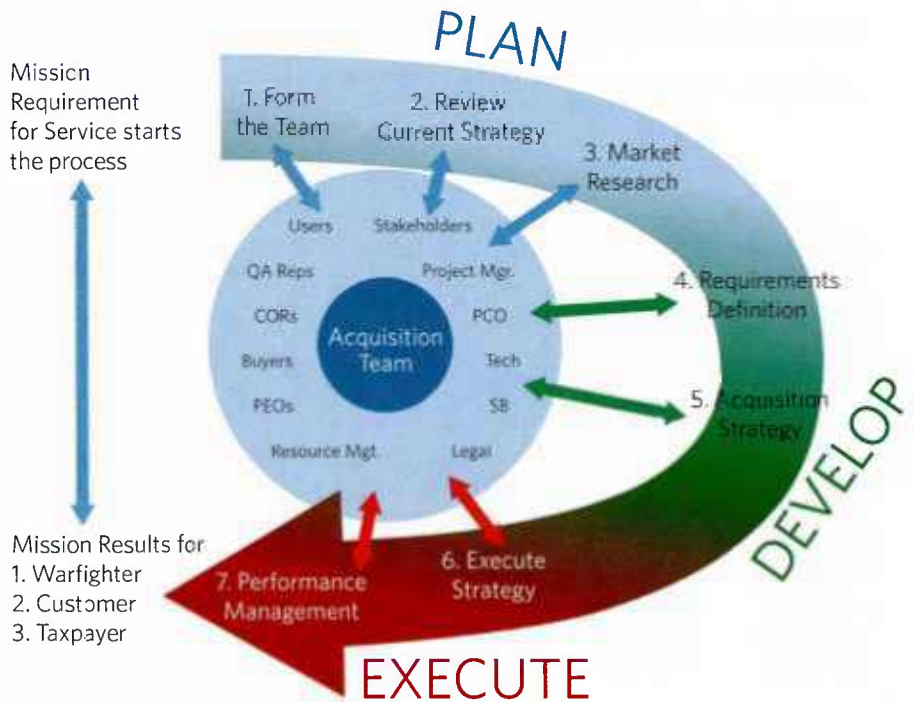 PLAN
Mission
Requirement
for Service starts
the process
1. Form
the Team
2. Review
Current Strategy
3. Market
Research
Users
Stakeholders
QA Reps
Project Mgr.
4. Requirements
Definition
CORs
PCO
Acquisition
Team
Buyers
Tech
PEOs
SB
5. Acquisition
Strategy
Resource Mgt.
Legal
DEVELOP
Mission Results for
1. Warfighter
2. Customer
3. Taxpayer
7. Performance
Management
6. Execute
Strategy
EXECUTE